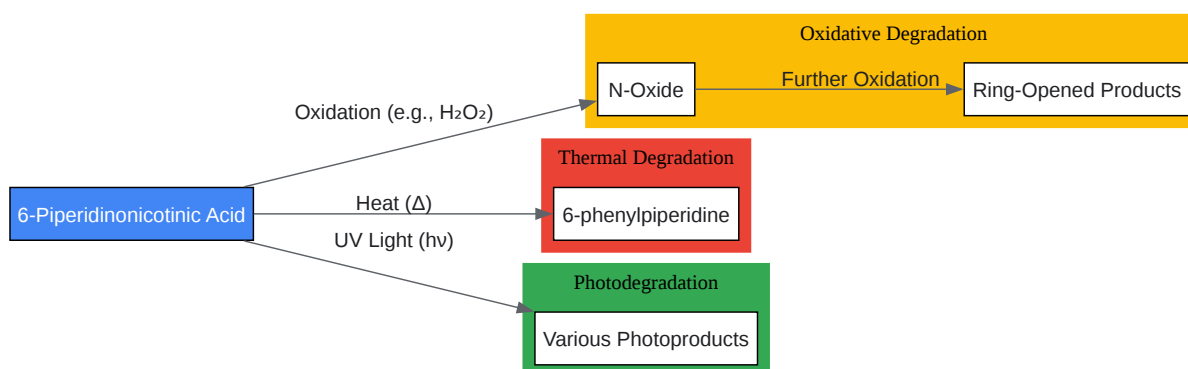 Oxidative Degradation
N-Oxide
Further Oxidation
Ring-Opened Products
Oxidation (e.g., H₂O₂)
Thermal Degradation
6-Piperidinonicotinic Acid
Heat (Δ)
6-phenylpiperidine
UV Light (hν)
Photodegradation
Various Photoproducts